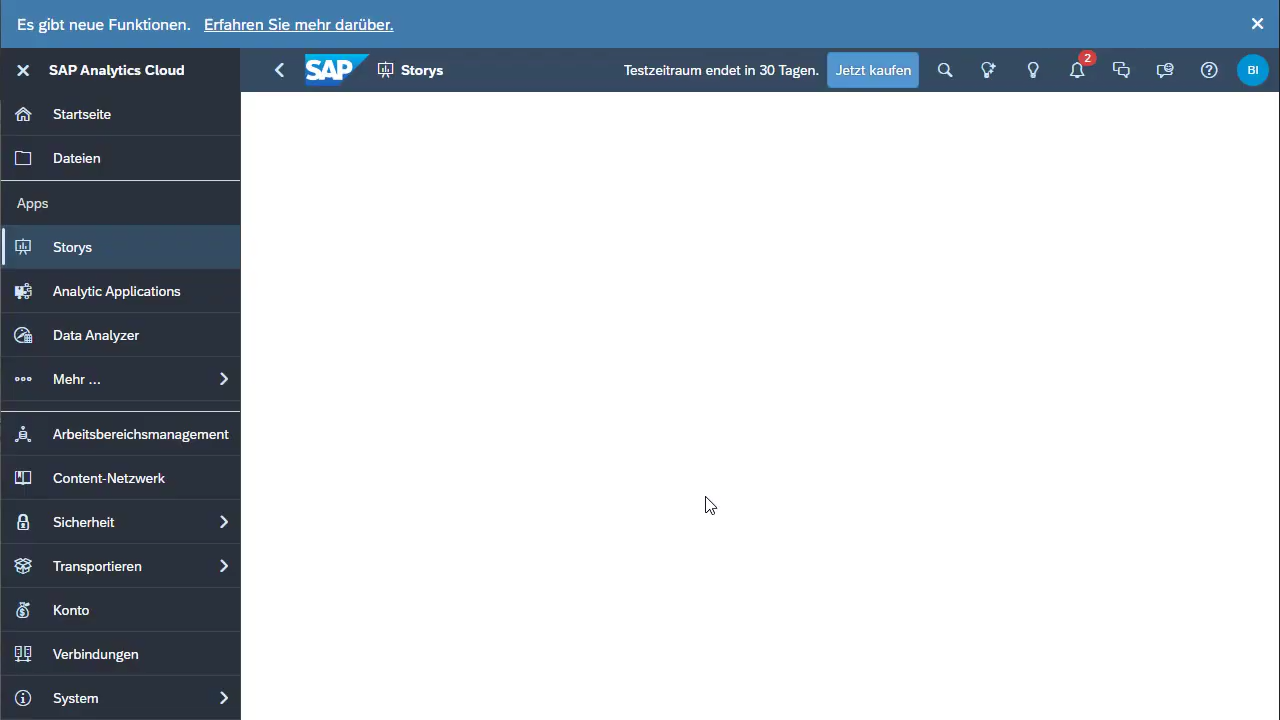 Es gibt neue Funktionen. Erfahren Sie mehr darüber.
SAP Analytics Cloud
SAP Storys
Testzeitraum endet in 30 Tagen. Jetzt kaufen
2
BI
Startseite
Dateien
Apps
Storys
Analytic Applications
Data Analyzer
Mehr ...
Arbeitsbereichsmanagement
Content-Netzwerk
Sicherheit
Transportieren
Konto
Verbindungen
System